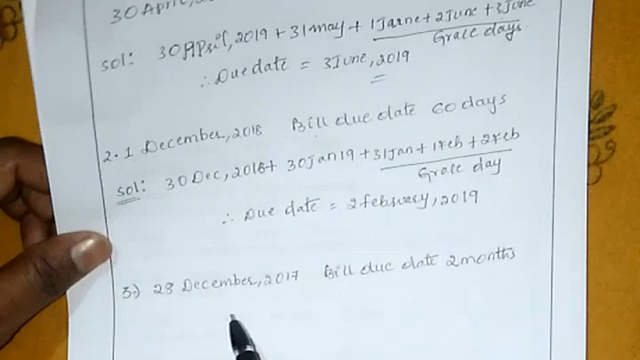 30 April,
Sol: 30 April, 2019 + 31 may + 1 June + 2 June + 3 June
Grace days
∴ Due date = 3 June, 2019
2. 1 December, 2018 Bill due date 60 days
Sol: 30 Dec, 2018 + 30 Jan 19 + 31 Jan + 1 Feb + 2 Feb
Grace day
∴ Due date = 2 february, 2019
3.) 29 December, 2017 Bill due date 2 months